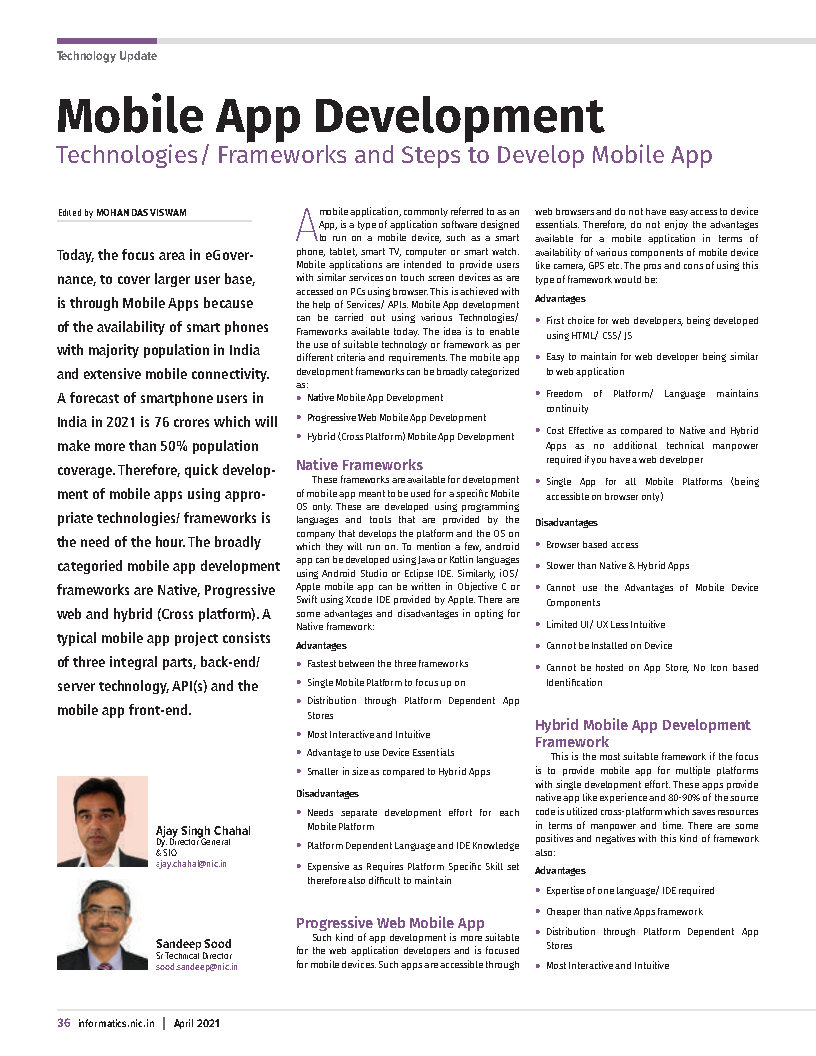 Technology Update
Mobile App Development
Technologies/ Frameworks and Steps to Develop Mobile App
Edited by MOHAN DAS VISWAM
Today, the focus area in eGover-
nance, to cover larger user base,
is through Mobile Apps because
of the availability of smart phones
with majority population in India
and extensive mobile connectivity.
A forecast of smartphone users in
India in 2021 is 76 crores which will
make more than 50% population
coverage. Therefore, quick develop-
ment of mobile apps using appro-
priate technologies/ frameworks is
the need of the hour. The broadly
categoried mobile app development
frameworks are Native, Progressive
web and hybrid (Cross platform). A
typical mobile app project consists
of three integral parts, back-end/
server technology, API(s) and the
mobile app front-end.
Ajay Singh Chahal
Dy. Director General
& SIO
ajay.chahal@nic.in
Sandeep Sood
Sr Technical Director
sood.sandeep@nic.in
A mobile application, commonly referred to as an
App, is a type of application software designed
to run on a mobile device, such as a smart
phone, tablet, smart TV, computer or smart watch.
Mobile applications are intended to provide users
with similar services on touch screen devices as are
accessed on PCs using browser. This is achieved with
the help of Services/ APIs. Mobile App development
can be carried out using various Technologies/
Frameworks available today. The idea is to enable
the use of suitable technology or framework as per
different criteria and requirements. The mobile app
development frameworks can be broadly categorized
as:
• Native Mobile App Development
• Progressive Web Mobile App Development
• Hybrid (Cross Platform) Mobile App Development
Native Frameworks
These frameworks are available for development
of mobile app meant to be used for a specific Mobile
OS only. These are developed using programming
languages and tools that are provided by the
company that develops the platform and the OS on
which they will run on. To mention a few, android
app can be developed using Java or Kotlin languages
using Android Studio or Eclipse IDE. Similarly, iOS/
Apple mobile app can be written in Objective C or
Swift using Xcode IDE provided by Apple. There are
some advantages and disadvantages in opting for
Native framework:
Advantages
• Fastest between the three frameworks
• Single Mobile Platform to focus up on
• Distribution through Platform Dependent App
Stores
• Most Interactive and Intuitive
• Advantage to use Device Essentials
• Smaller in size as compared to Hybrid Apps
Disadvantages
• Needs separate development effort for each
Mobile Platform
• Platform Dependent Language and IDE Knowledge
• Expensive as Requires Platform Specific Skill set
therefore also difficult to maintain
Progressive Web Mobile App
Such kind of app development is more suitable
for the web application developers and is focused
for mobile devices. Such apps are accessible through
web browsers and do not have easy access to device
essentials. Therefore, do not enjoy the advantages
available for a mobile application in terms of
availability of various components of mobile device
like camera, GPS etc. The pros and cons of using this
type of framework would be:
Advantages
• First choice for web developers, being developed
using HTML/ CSS/ JS
• Easy to maintain for web developer being similar
to web application
• Freedom of Platform/ Language maintains
continuity
• Cost Effective as compared to Native and Hybrid
Apps as no additional technical manpower
required if you have a web developer
• Single App for all Mobile Platforms (being
accessible on browser only)
Disadvantages
• Browser based access
• Slower than Native & Hybrid Apps
• Cannot use the Advantages of Mobile Device
Components
• Limited UI/ UX Less Intuitive
• Cannot be Installed on Device
• Cannot be hosted on App Store, No Icon based
Identification
Hybrid Mobile App Development
Framework
This is the most suitable framework if the focus
is to provide mobile app for multiple platforms
with single development effort. These apps provide
native app like experience and 80-90% of the source
code is utilized cross-platform which saves resources
in terms of manpower and time. There are some
positives and negatives with this kind of framework
also:
Advantages
• Expertise of one language/ IDE required
• Cheaper than native Apps framework
• Distribution through Platform Dependent App
Stores
• Most Interactive and Intuitive
36 informatics.nic.in | April 2021